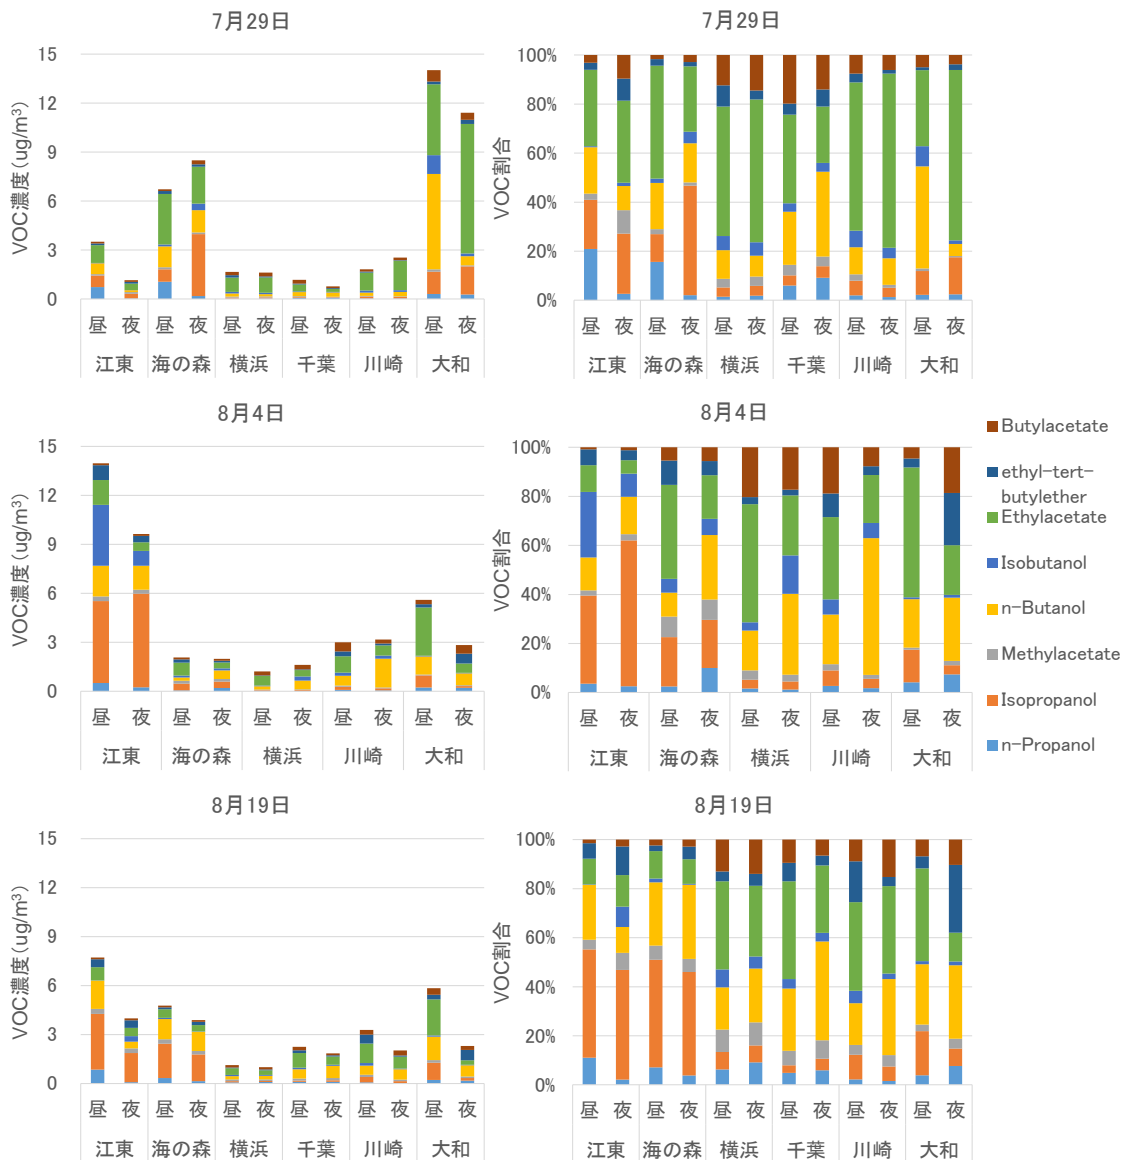 7月29日
VOC濃度(ug/m³)
15
12
9
6
3
0
昼 夜 昼 夜 昼 夜 昼 夜 昼 夜 昼 夜
江東 海の森 横浜 千葉 川崎 大和
7月29日
VOC割合
100%
80%
60%
40%
20%
0%
昼 夜 昼 夜 昼 夜 昼 夜 昼 夜 昼 夜
江東 海の森 横浜 千葉 川崎 大和
8月4日
VOC濃度(ug/m³)
15
12
9
6
3
0
昼 夜 昼 夜 昼 夜 昼 夜 昼 夜
江東 海の森 横浜 川崎 大和
8月4日
VOC割合
100%
80%
60%
40%
20%
0%
昼 夜 昼 夜 昼 夜 昼 夜 昼 夜
江東 海の森 横浜 川崎 大和
Butylacetate
ethyl-tert-
butylether
Ethylacetate
Isobutanol
n-Butanol
Methylacetate
Isopropanol
n-Propanol
8月19日
VOC濃度(ug/m³)
15
12
9
6
3
0
昼 夜 昼 夜 昼 夜 昼 夜 昼 夜 昼 夜
江東 海の森 横浜 千葉 川崎 大和
8月19日
VOC割合
100%
80%
60%
40%
20%
0%
昼 夜 昼 夜 昼 夜 昼 夜 昼 夜 昼 夜
江東 海の森 横浜 千葉 川崎 大和